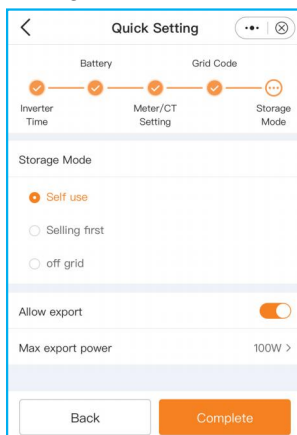 Quick Setting
Battery
Grid Code
Inverter
Time
Meter/CT
Setting
Storage
Mode
Storage Mode
Self use
Selling first
off grid
Allow export
Max export power
100W >
Back
Complete